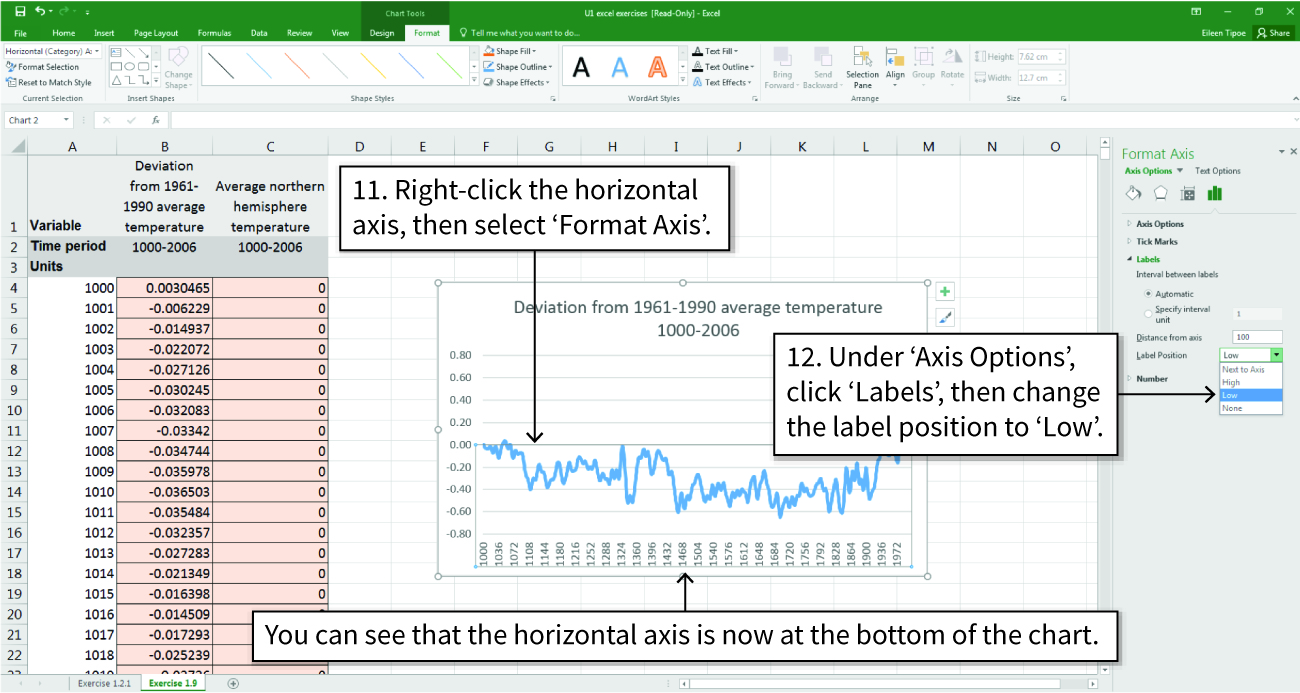 Chart Tools
U1 excel exercises [Read-Only] - Excel
File Home Insert Page Layout Formulas Data Review View Design Format Tell me what you want to do... Eileen Tipoe Share
Horizontal (Category) A
Format Selection
Reset to Match Style
Current Selection
Change
Shape
Insert Shapes
Shape Fill
Shape Outline
Shape Effects
Shape Styles
A A A
Text Fill
Text Outline
Text Effects
WordArt Styles
Bring
Forward
Send
Backward
Selection
Pane
Align
Group
Rotate
Arrange
Height: 7.62 cm
Width: 12.7 cm
Size
Chart 2
fx
A B C D E F G H I J K L M N O
1 Variable
Deviation
from 1961-
1990 average
temperature
Average northern
hemisphere
temperature
2 Time period 1000-2006 1000-2006
3 Units
4 1000 0.0030465 0
5 1001 -0.006229 0
6 1002 -0.014937 0
7 1003 -0.022072 0
8 1004 -0.027126 0
9 1005 -0.030245 0
10 1006 -0.032083 0
11 1007 -0.03342 0
12 1008 -0.034744 0
13 1009 -0.035978 0
14 1010 -0.036503 0
15 1011 -0.035484 0
16 1012 -0.032357 0
17 1013 -0.027283 0
18 1014 -0.021349 0
19 1015 -0.016398 0
20 1016 -0.014509 0
21 1017 -0.017293 0
22 1018 -0.025239 0
11. Right-click the horizontal
axis, then select ‘Format Axis’.
Deviation from 1961-1990 average temperature
1000-2006
0.80
0.60
0.40
0.20
0.00
-0.20
-0.40
-0.60
-0.80
1000 1036 1072 1108 1144 1180 1216 1252 1288 1324 1360 1396 1432 1468 1504 1540 1576 1612 1648 1684 1720 1756 1792 1828 1864 1900 1936 1972
12. Under ‘Axis Options’,
click ‘Labels’, then change
the label position to ‘Low’.
You can see that the horizontal axis is now at the bottom of the chart.
Format Axis
Axis Options Text Options
Axis Options
Tick Marks
Labels
Interval between labels
Automatic
Specify interval
unit
1
Distance from axis 100
Label Position Low
Next to Axis
High
Low
None
Number
Exercise 1.2.1 Exercise 1.9